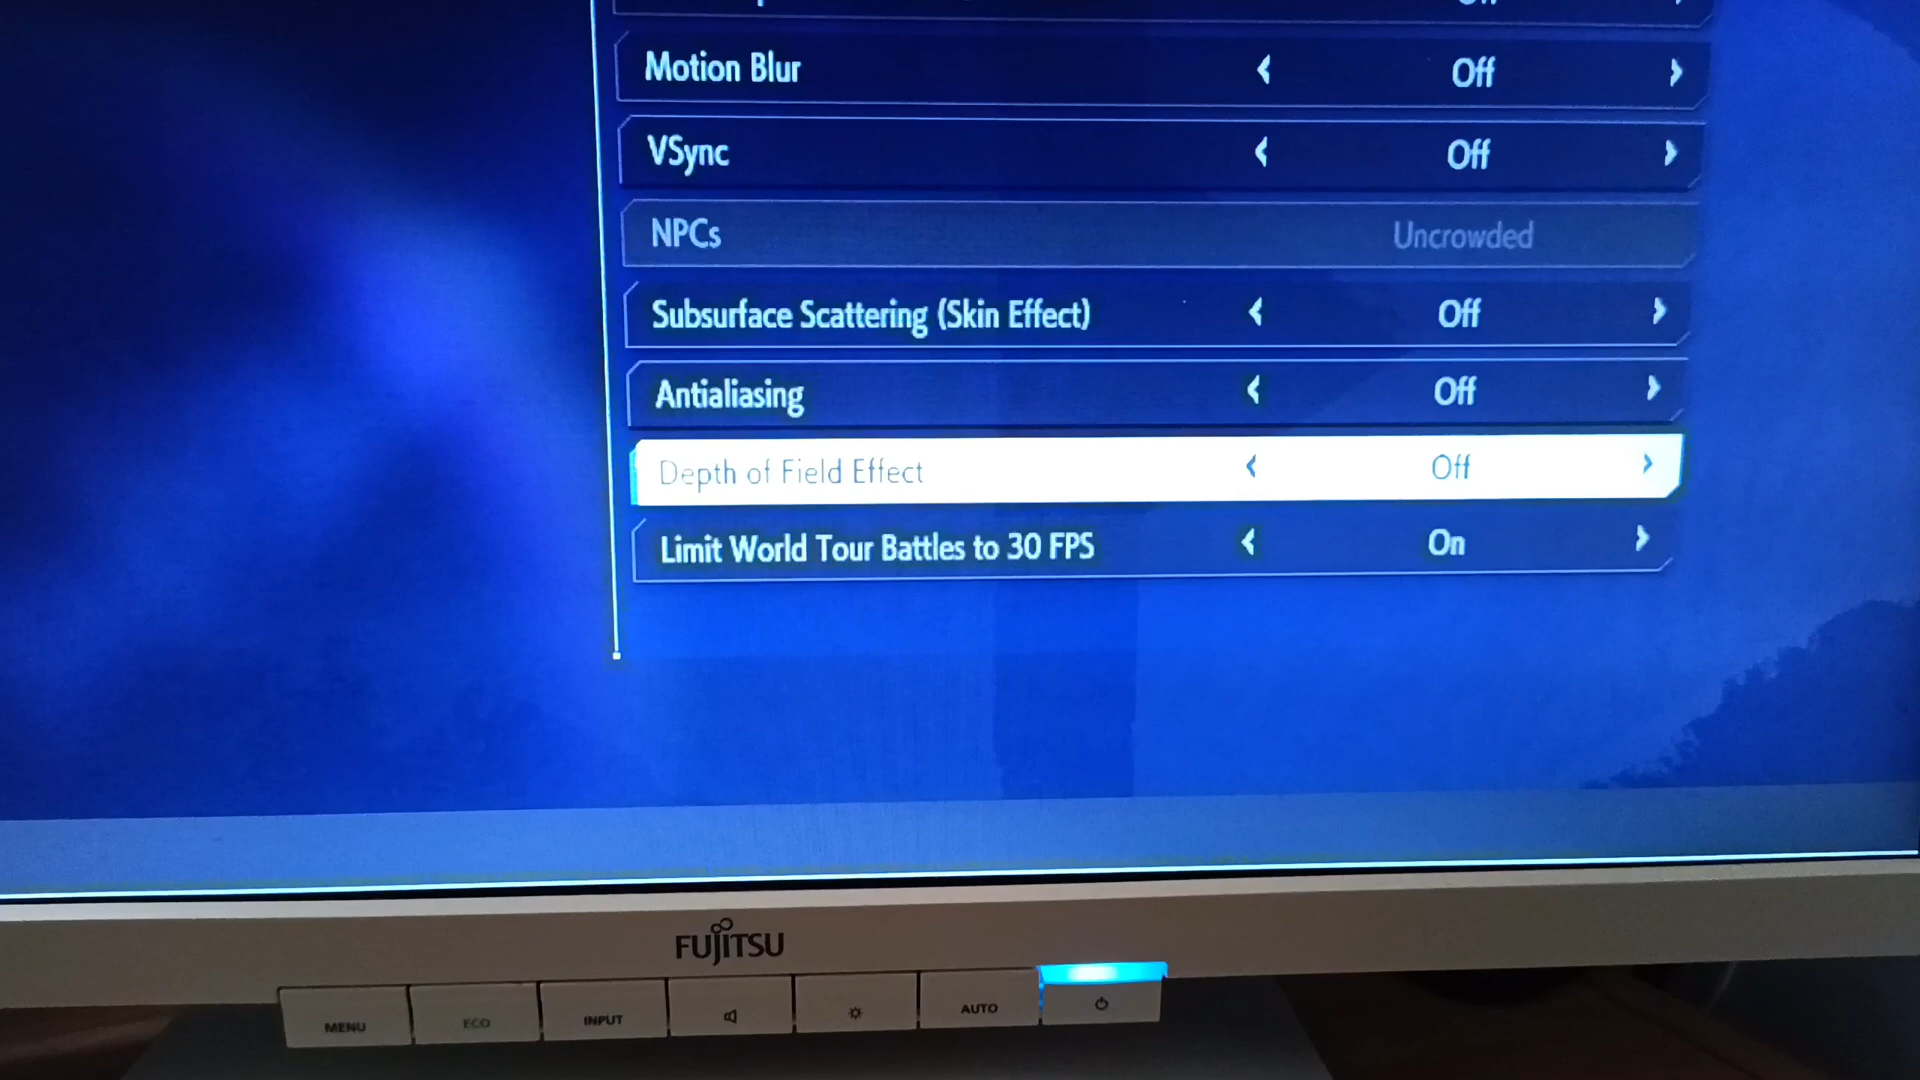 Motion Blur Off
VSync Off
NPCs Uncrowded
Subsurface Scattering (Skin Effect) Off
Antialiasing Off
Depth of Field Effect Off
Limit World Tour Battles to 30 FPS On
FUJITSU
MENU ECO INPUT AUTO